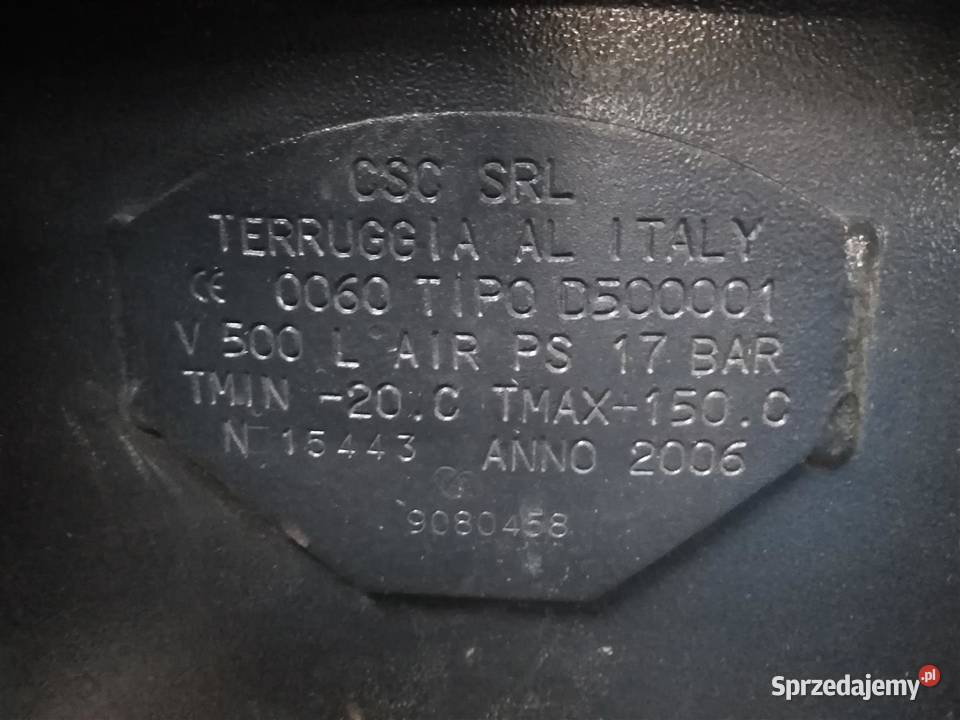 CSC SRL
TERRUGGIA AL ITALY
CE 0060 TIPO D500001
V 500 L AIR PS 17 BAR
TMIN -20.C TMAX-150.C
N 15443 ANNO 2006
9080458
Sprzedajemy.pl